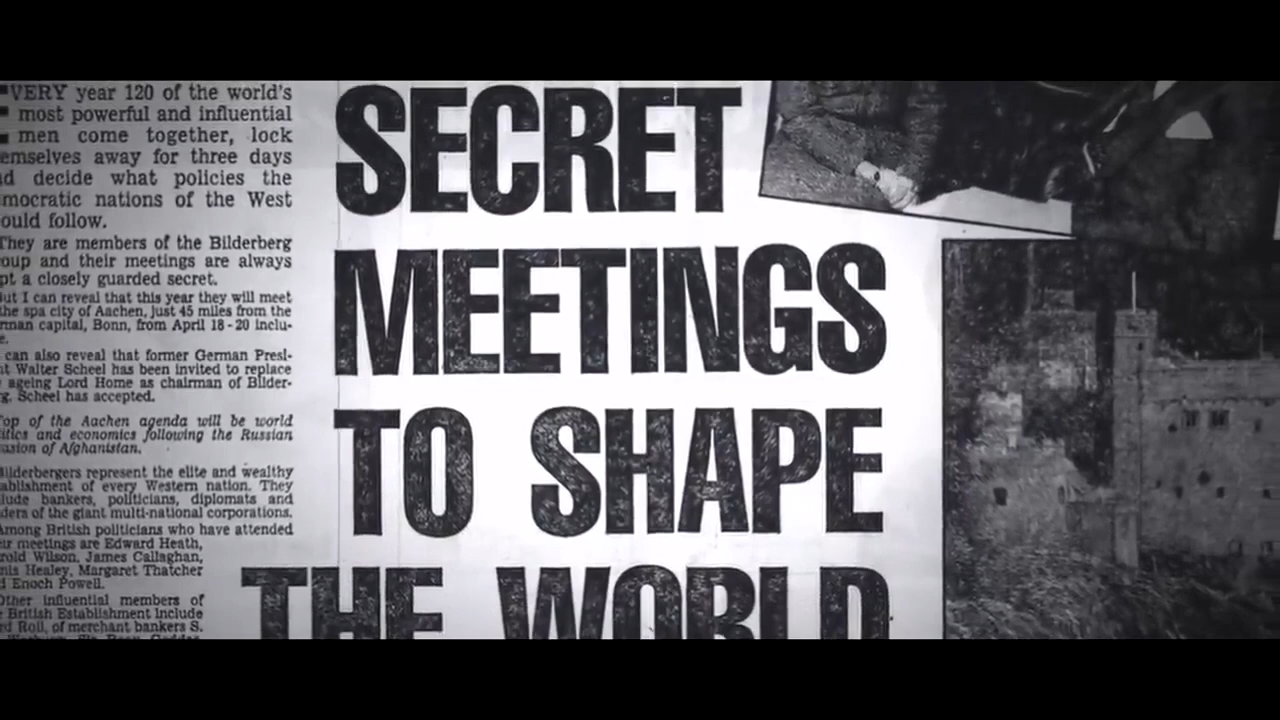 VERY year 120 of the world's
most powerful and influential
men come together, lock
emselves away for three days
d decide what policies the
mocratic nations of the West
ould follow.
They are members of the Bilderberg
oup and their meetings are always
pt a closely guarded secret.
ut I can reveal that this year they will meet
the spa city of Aachen, just 45 miles from the
rman capital, Bonn, from April 18-20 inclu-
e.
can also reveal that former German Presi-
t Walter Scheel has been invited to replace
ageing Lord Home as chairman of Bilder-
g. Scheel has accepted.
Top of the Aachen agenda will be world
itics and economics following the Russian
asion of Afghanistan.
Bilderbergers represent the elite and wealthy
ablishment of every Western nation. They
lude bankers, politicians, diplomats and
ders of the giant multi-national corporations.
Among British politicians who have attended
ir meetings are Edward Heath,
rold Wilson, James Callaghan,
nis Healey, Margaret Thatcher
d Enoch Powell.
Other influential members of
British Establishment include
rd Roll, of merchant bankers S.
SECRET
MEETINGS
TO SHAPE
THE WORLD